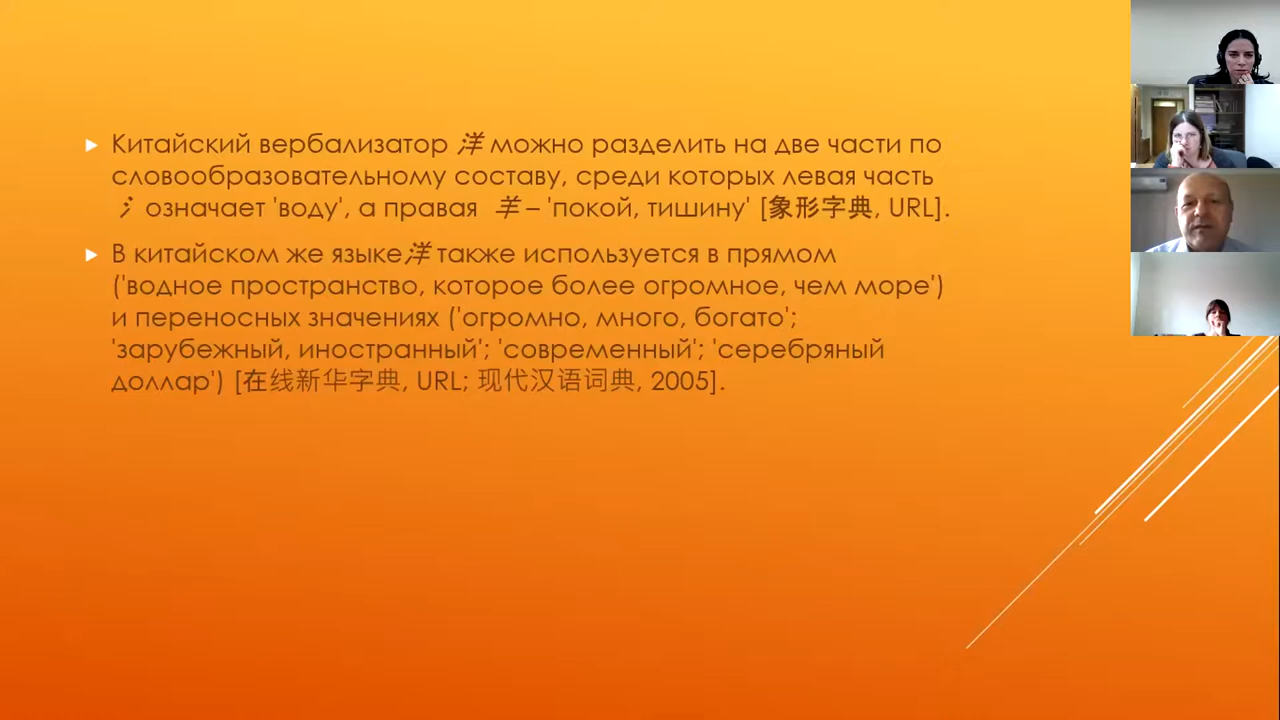 Китайский вербализатор 洋 можно разделить на две части по
словообразовательному составу, среди которых левая часть
氵 означает 'воду', а правая 羊 – 'покой, тишину' [象形字典, URL].
В китайском же языке洋 также используется в прямом
('водное пространство, которое более огромное, чем море')
и переносных значениях ('огромно, много, богато';
'зарубежный, иностранный'; 'современный'; 'серебряный
доллар') [在线新华字典, URL; 现代汉语词典, 2005].